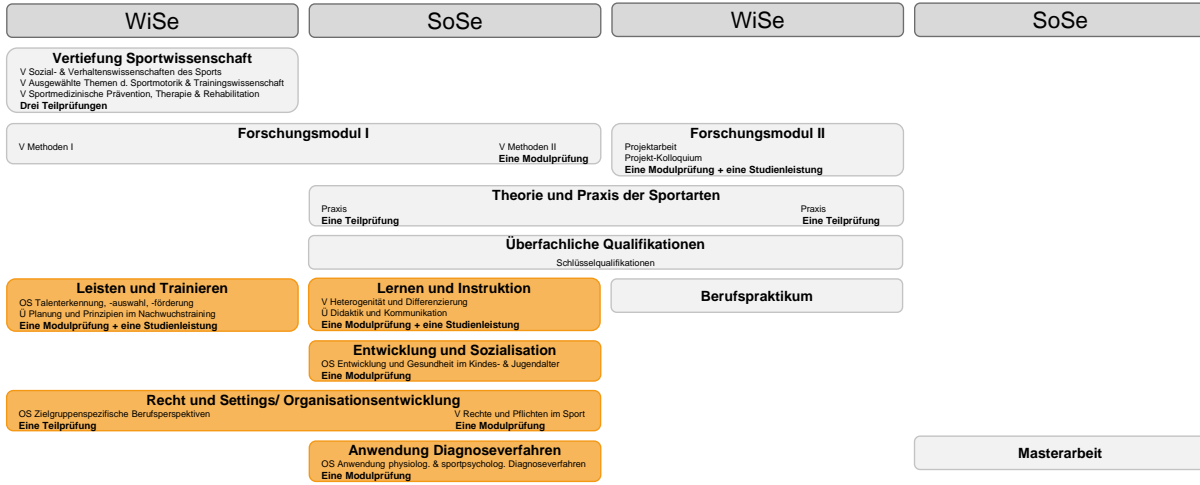 WiSe
SoSe
WiSe
SoSe
Vertiefung Sportwissenschaft
V Sozial- & Verhaltenswissenschaften des Sports
V Ausgewählte Themen d. Sportmotorik & Trainingswissenschaft
V Sportmedizinische Prävention, Therapie & Rehabilitation
Drei Teilprüfungen
Forschungsmodul I
V Methoden I
V Methoden II
Eine Modulprüfung
Forschungsmodul II
Projektarbeit
Projekt-Kolloquium
Eine Modulprüfung + eine Studienleistung
Theorie und Praxis der Sportarten
Praxis
Eine Teilprüfung
Praxis
Eine Teilprüfung
Überfachliche Qualifikationen
Schlüsselqualifikationen
Leisten und Trainieren
OS Talenterkennung, -auswahl, -förderung
Ü Planung und Prinzipien im Nachwuchstraining
Eine Modulprüfung + eine Studienleistung
Lernen und Instruktion
V Heterogenität und Differenzierung
Ü Didaktik und Kommunikation
Eine Modulprüfung + eine Studienleistung
Berufspraktikum
Entwicklung und Sozialisation
OS Entwicklung und Gesundheit im Kindes- & Jugendalter
Eine Modulprüfung
Recht und Settings/ Organisationsentwicklung
OS Zielgruppenspezifische Berufsperspektiven
Eine Teilprüfung
V Rechte und Pflichten im Sport
Eine Modulprüfung
Anwendung Diagnoseverfahren
OS Anwendung physiolog. & sportpsycholog. Diagnoseverfahren
Eine Modulprüfung
Masterarbeit